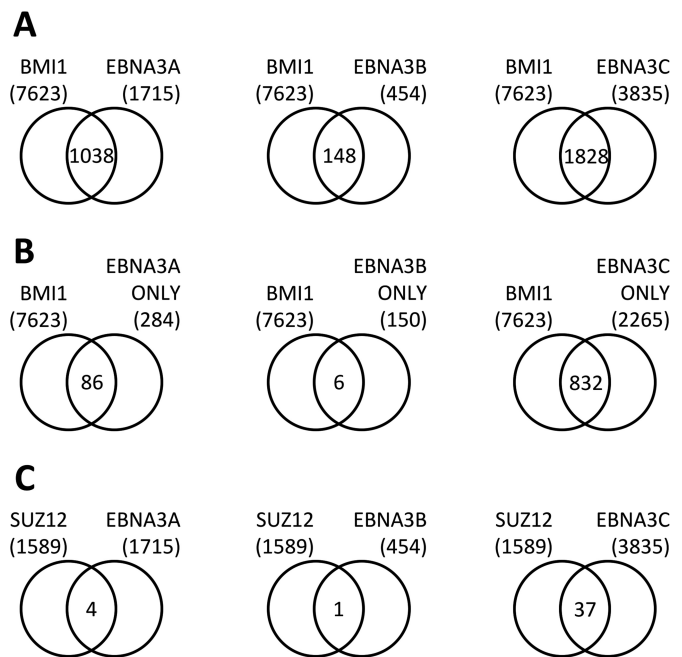 A
BMI1 EBNA3A BMI1 EBNA3B BMI1 EBNA3C
(7623) (1715) (7623) (454) (7623) (3835)
1038 148 1828
B
EBNA3A EBNA3B EBNA3C
BMI1 ONLY BMI1 ONLY BMI1 ONLY
(7623) (284) (7623) (150) (7623) (2265)
86 6 832
C
SUZ12 EBNA3A SUZ12 EBNA3B SUZ12 EBNA3C
(1589) (1715) (1589) (454) (1589) (3835)
4 1 37